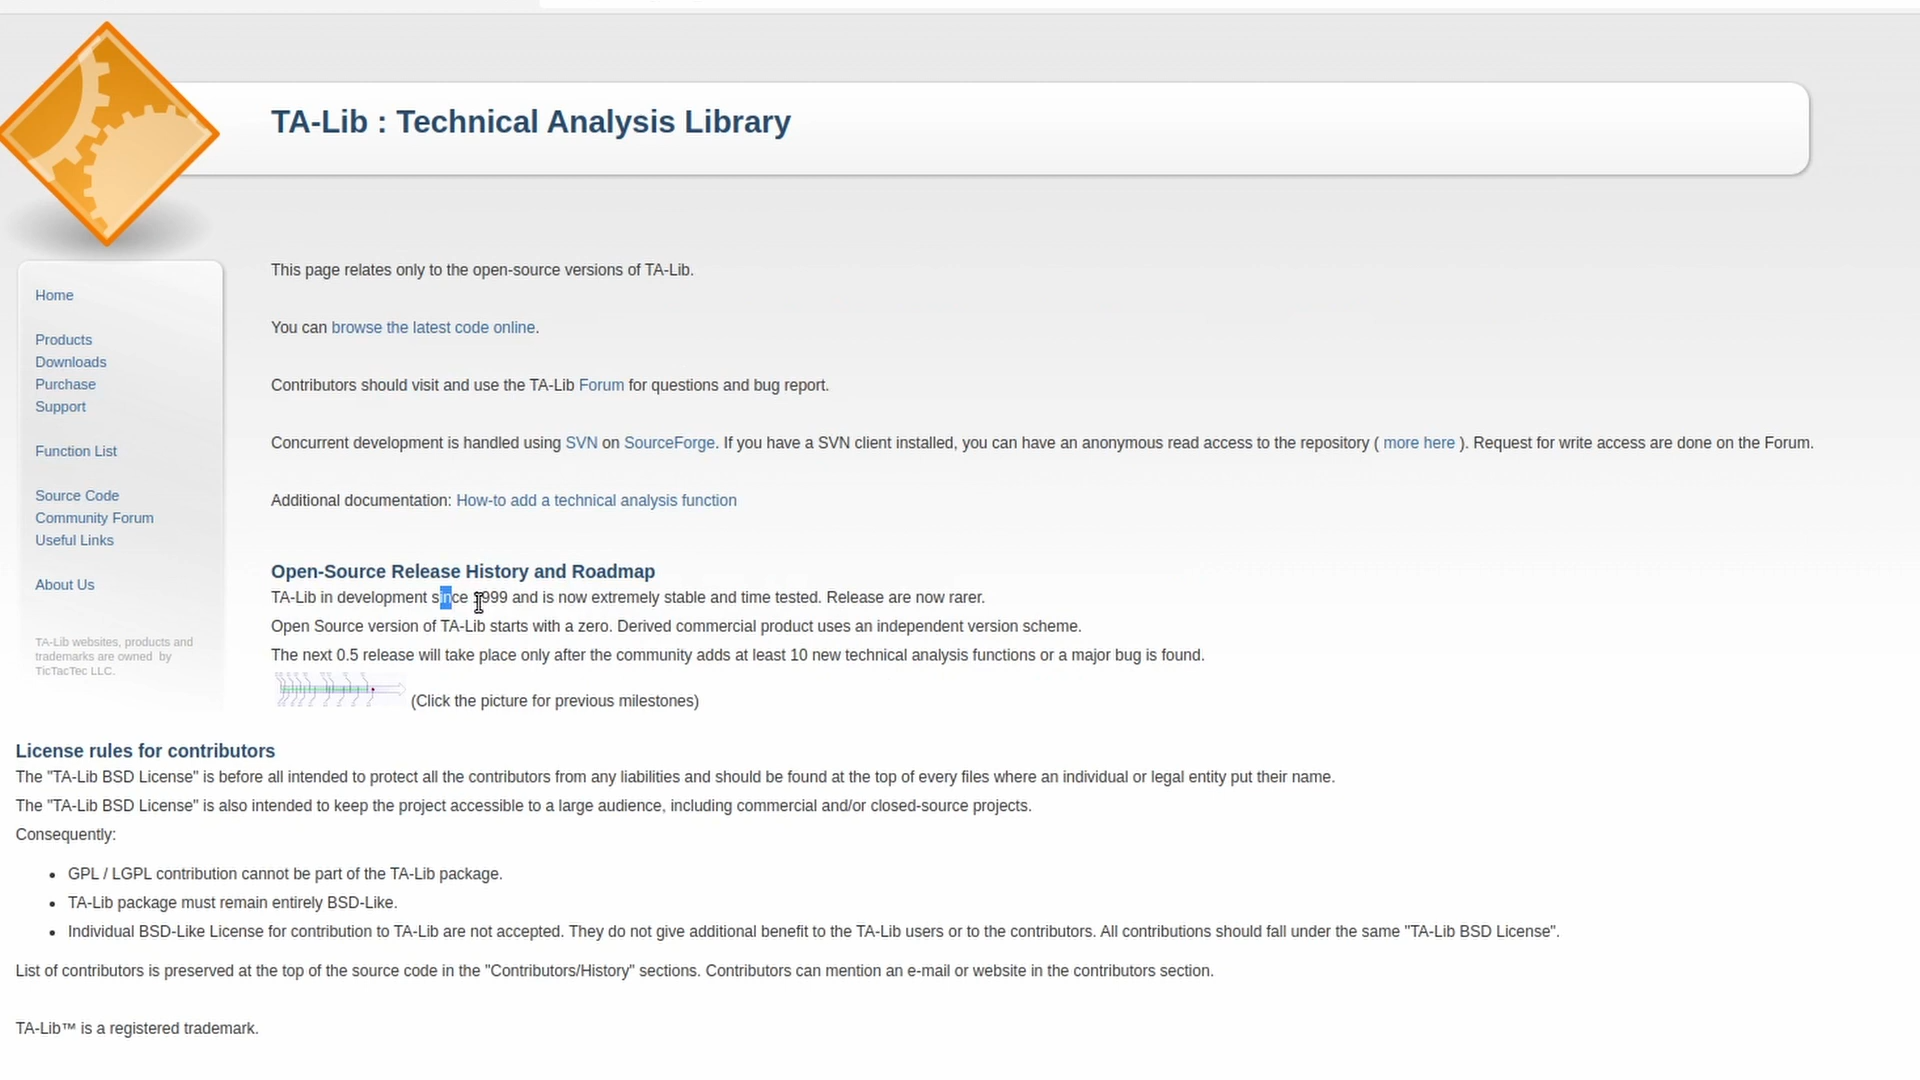 TA-Lib : Technical Analysis Library
This page relates only to the open-source versions of TA-Lib.
You can browse the latest code online.
Contributors should visit and use the TA-Lib Forum for questions and bug report.
Concurrent development is handled using SVN on SourceForge. If you have a SVN client installed, you can have an anonymous read access to the repository ( more here ). Request for write access are done on the Forum.
Additional documentation: How-to add a technical analysis function
Open-Source Release History and Roadmap
TA-Lib in development since 1999 and is now extremely stable and time tested. Release are now rarer.
Open Source version of TA-Lib starts with a zero. Derived commercial product uses an independent version scheme.
The next 0.5 release will take place only after the community adds at least 10 new technical analysis functions or a major bug is found.
(Click the picture for previous milestones)
Home
Products
Downloads
Purchase
Support
Function List
Source Code
Community Forum
Useful Links
About Us
TA-Lib websites, products and
trademarks are owned by
TicTacTec LLC.
License rules for contributors
The "TA-Lib BSD License" is before all intended to protect all the contributors from any liabilities and should be found at the top of every files where an individual or legal entity put their name.
The "TA-Lib BSD License" is also intended to keep the project accessible to a large audience, including commercial and/or closed-source projects.
Consequently:
• GPL / LGPL contribution cannot be part of the TA-Lib package.
• TA-Lib package must remain entirely BSD-Like.
• Individual BSD-Like License for contribution to TA-Lib are not accepted. They do not give additional benefit to the TA-Lib users or to the contributors. All contributions should fall under the same "TA-Lib BSD License".
List of contributors is preserved at the top of the source code in the "Contributors/History" sections. Contributors can mention an e-mail or website in the contributors section.
TA-Lib™ is a registered trademark.